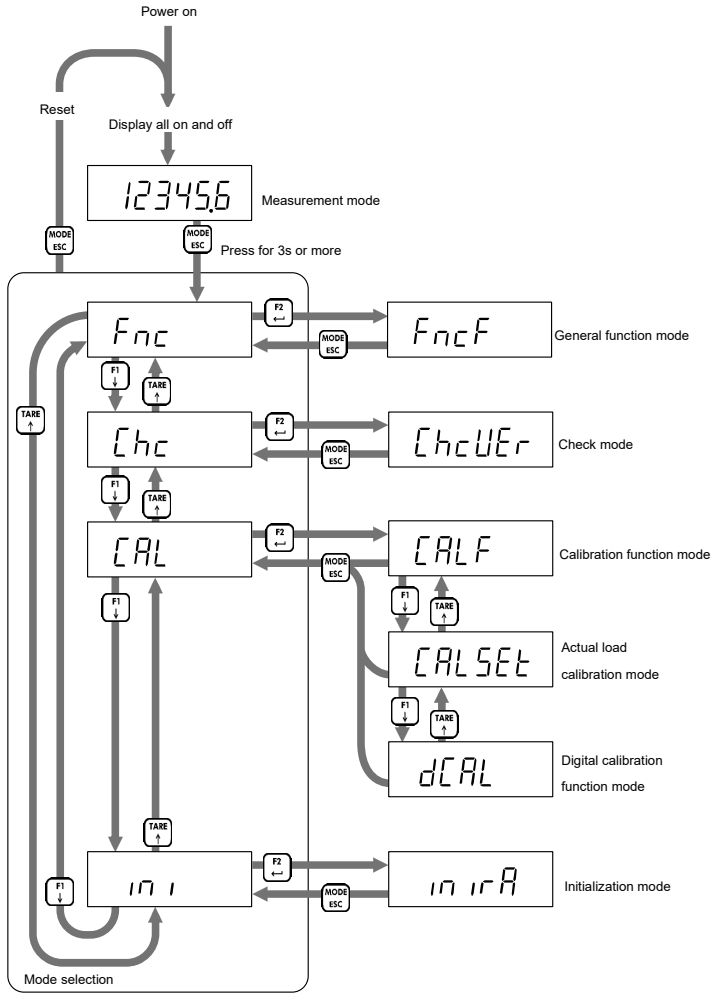 Power on
Reset
Display all on and off
12345.6
Measurement mode
MODE
ESC
MODE
ESC
Press for 3s or more
Fnc
F2
FncF
General function mode
MODE
ESC
F1
↓
TARE
↑
TARE
↑
Chc
F2
ChcVEr
Check mode
MODE
ESC
F1
↓
TARE
↑
CAL
F2
CALF
Calibration function mode
MODE
ESC
F1
↓
F1
↓
TARE
↑
CALSEt
Actual load
calibration mode
F1
↓
TARE
↑
dCAL
Digital calibration
function mode
TARE
↑
ini
F2
inirA
Initialization mode
F1
↓
MODE
ESC
Mode selection